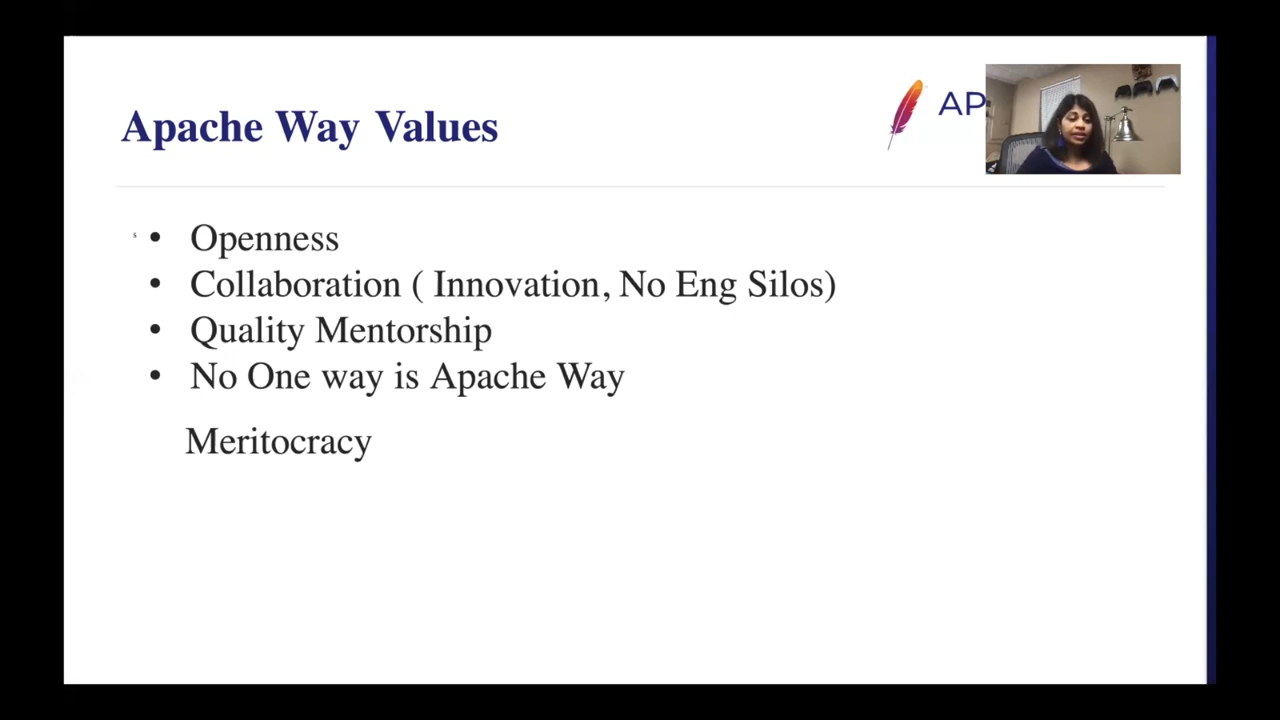 Apache Way Values
AP
• Openness
• Collaboration ( Innovation, No Eng Silos)
• Quality Mentorship
• No One way is Apache Way
Meritocracy